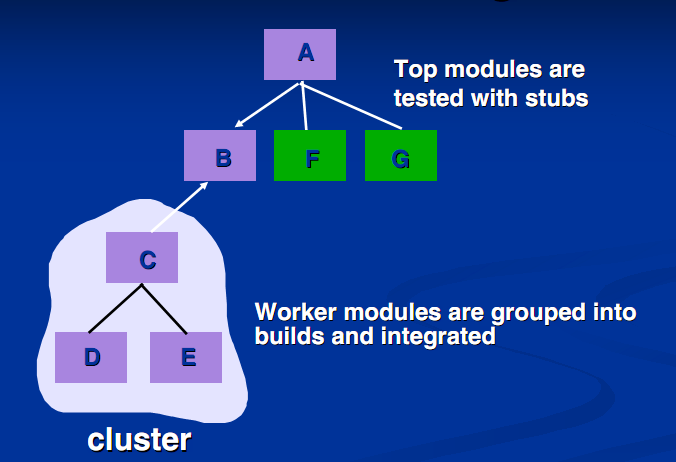 A
Top modules are
tested with stubs
B F G
C
Worker modules are grouped into
builds and integrated
D E
cluster